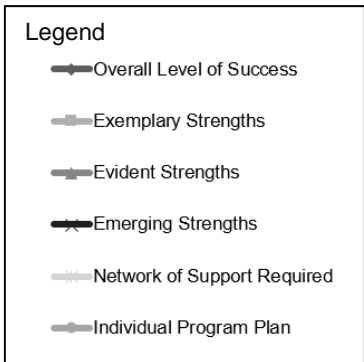 Legend
Overall Level of Success
Exemplary Strengths
Evident Strengths
Emerging Strengths
Network of Support Required
Individual Program Plan